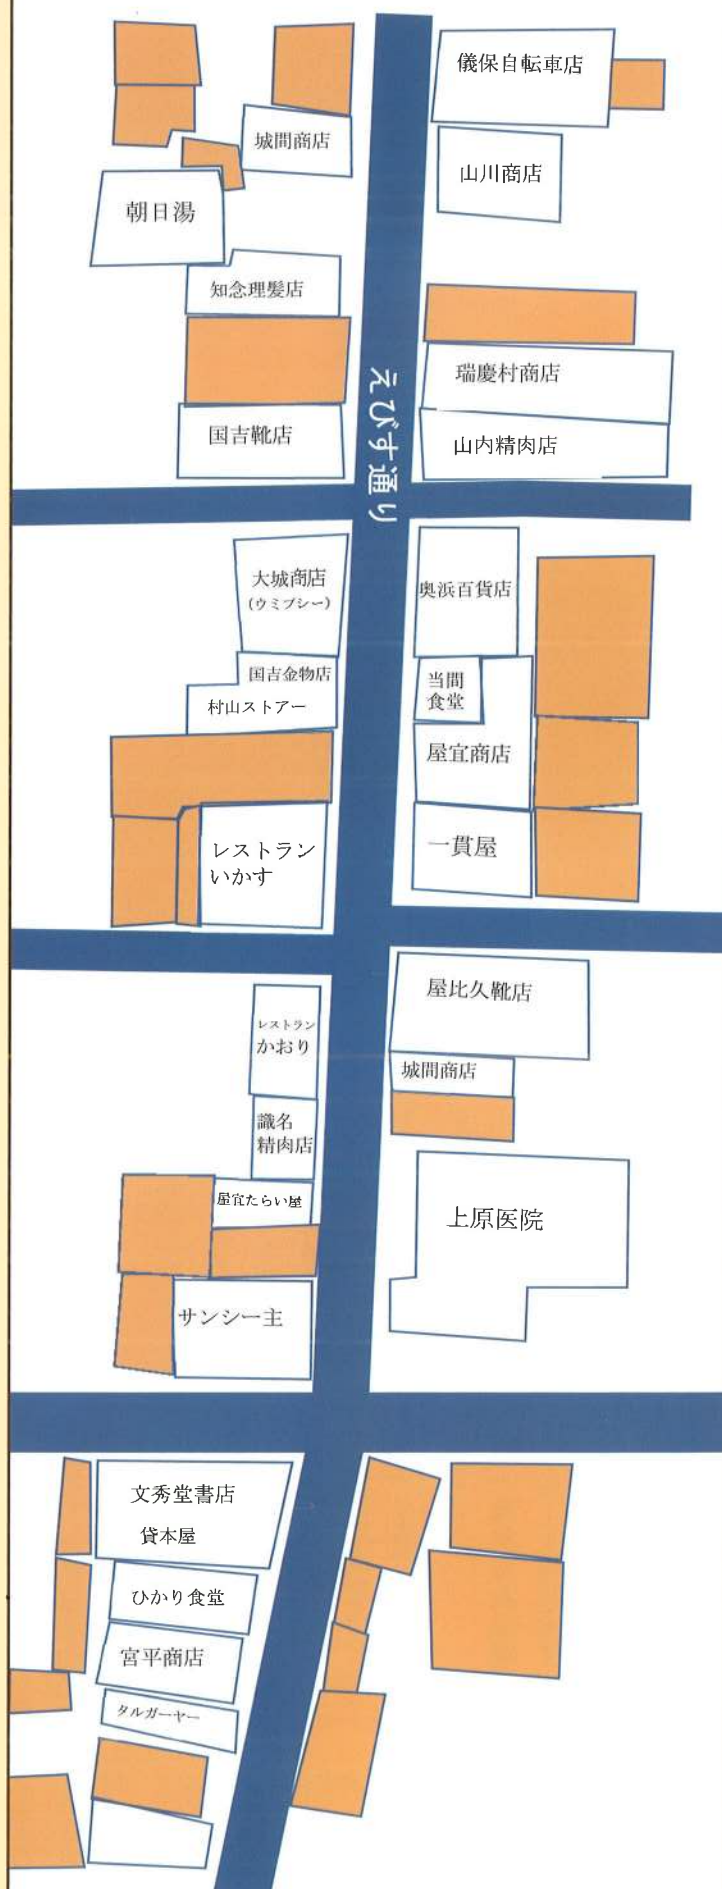 儀保自転車店
城間商店
山川商店
朝日湯
知念理髪店
えびす通り
瑞慶村商店
国吉靴店
山内精肉店
大城商店
(ウミブシー)
奥浜百貨店
国吉金物店
当間
食堂
村山ストアー
屋宜商店
レストラン
いかす
一貫屋
屋比久靴店
レストラン
かおり
城間商店
識名
精肉店
屋宜たらい屋
上原医院
サンシー主
文秀堂書店
貸本屋
ひかり食堂
宮平商店
タルガーヤー